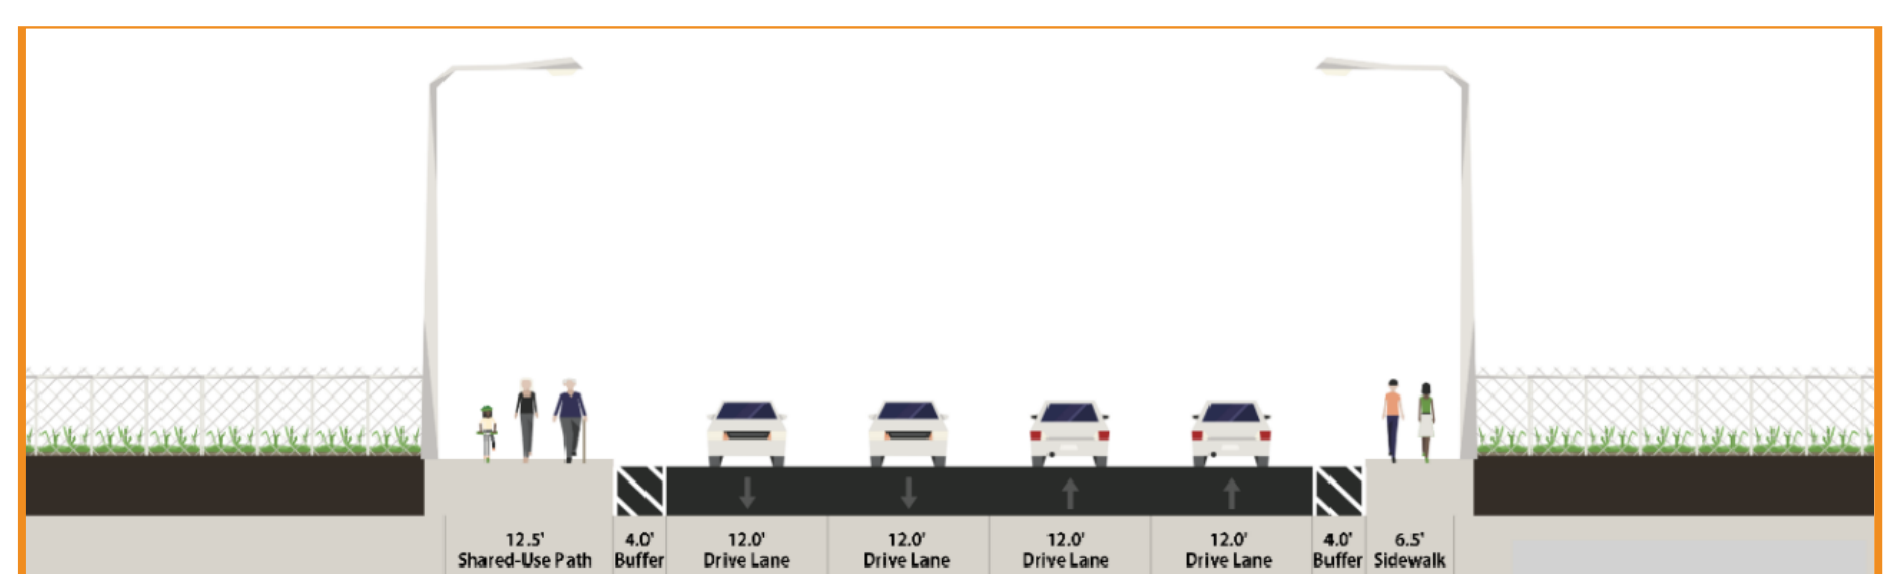 12.5'
Shared-Use Path
4.0'
Buffer
12.0'
Drive Lane
12.0'
Drive Lane
12.0'
Drive Lane
12.0'
Drive Lane
4.0'
Buffer
6.5'
Sidewalk